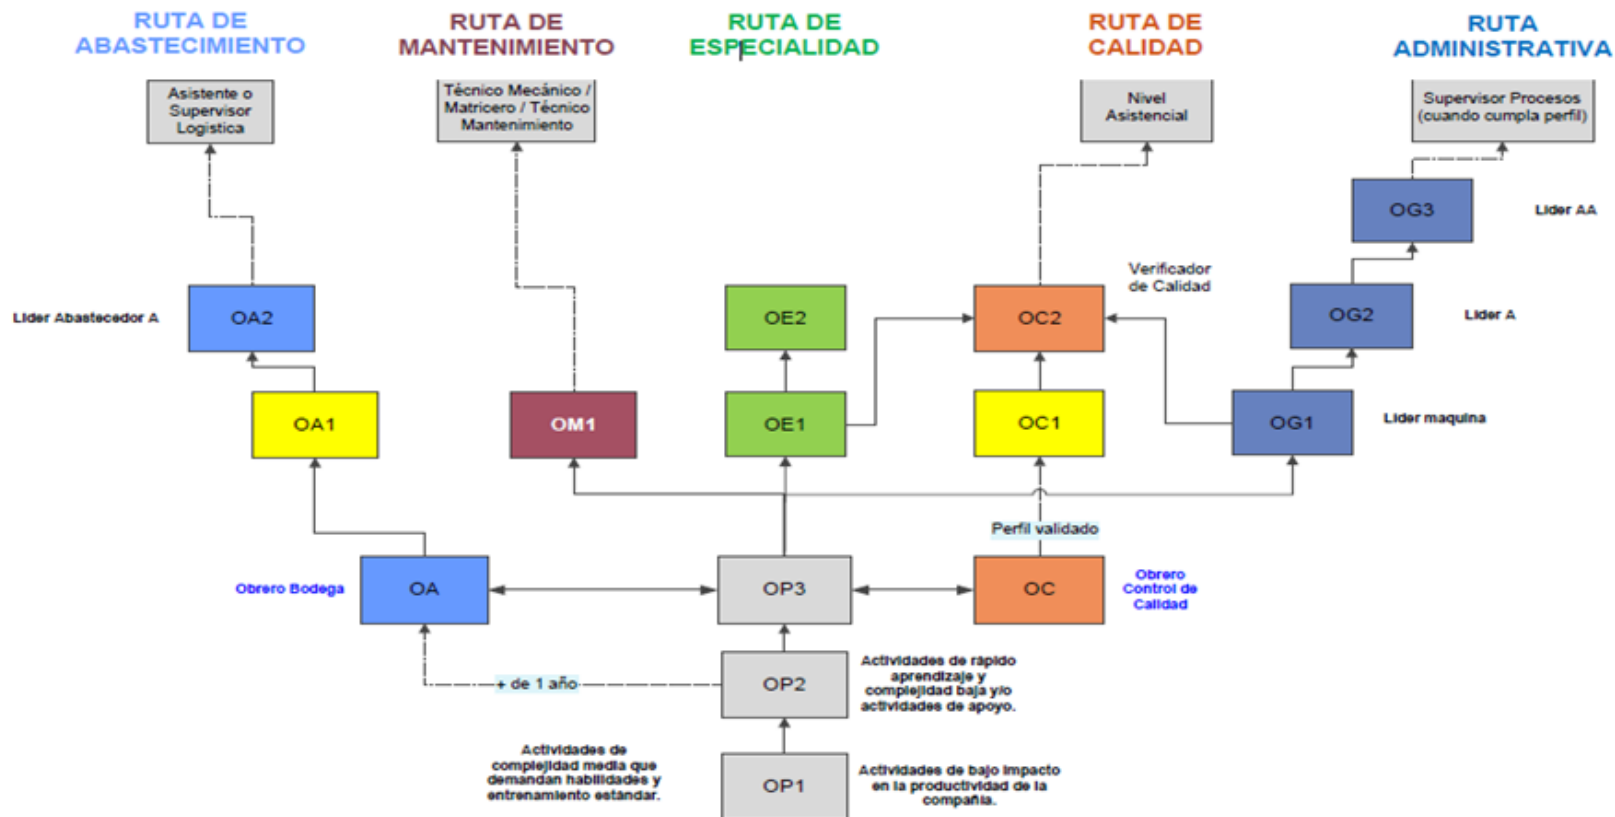 RUTA DE
ABASTECIMIENTO
RUTA DE
MANTENIMIENTO
RUTA DE
ESPECIALIDAD
RUTA DE
CALIDAD
RUTA
ADMINISTRATIVA
Asistente o
Supervisor
Logistica
Técnico Mecánico /
Matricero / Técnico
Mantenimiento
Nivel
Asistencial
Supervisor Procesos
(cuando cumpla perfil)
OG3
Lider AA
Verificador
de Calidad
Lider Abastecedor A
OA2
OE2
OC2
OG2
Lider A
OA1
OM1
OE1
OC1
OG1
Lider maquina
Perfil validado
Obrero Bodega
OA
OP3
OC
Obrero
Control de
Calidad
+ de 1 año
OP2
Actividades de rápido
aprendizaje y
complejidad baja y/o
actividades de apoyo.
Actividades de
complejidad media que
demandan habilidades y
entrenamiento estándar.
OP1
Actividades de bajo impacto
en la productividad de la
compañía.